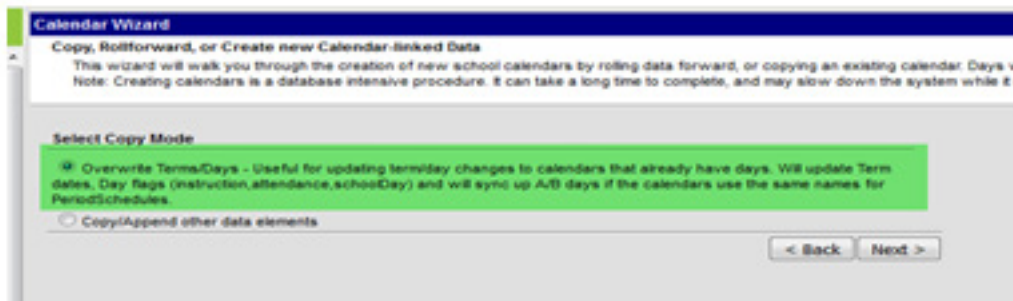 Calendar Wizard
Copy, Rollforward, or Create new Calendar-linked Data
This wizard will walk you through the creation of new school calendars by rolling data forward, or copying an existing calendar. Days
Note: Creating calendars is a database intensive procedure. It can take a long time to complete, and may slow down the system while it
Select Copy Mode
Overwrite Terms/Days - Useful for updating term/day changes to calendars that already have days. Will update Term
dates, Day flags (instruction,attendance,schoolDay) and will sync up A/B days if the calendars use the same names for
PeriodSchedules.
Copy/Append other data elements
< Back Next >